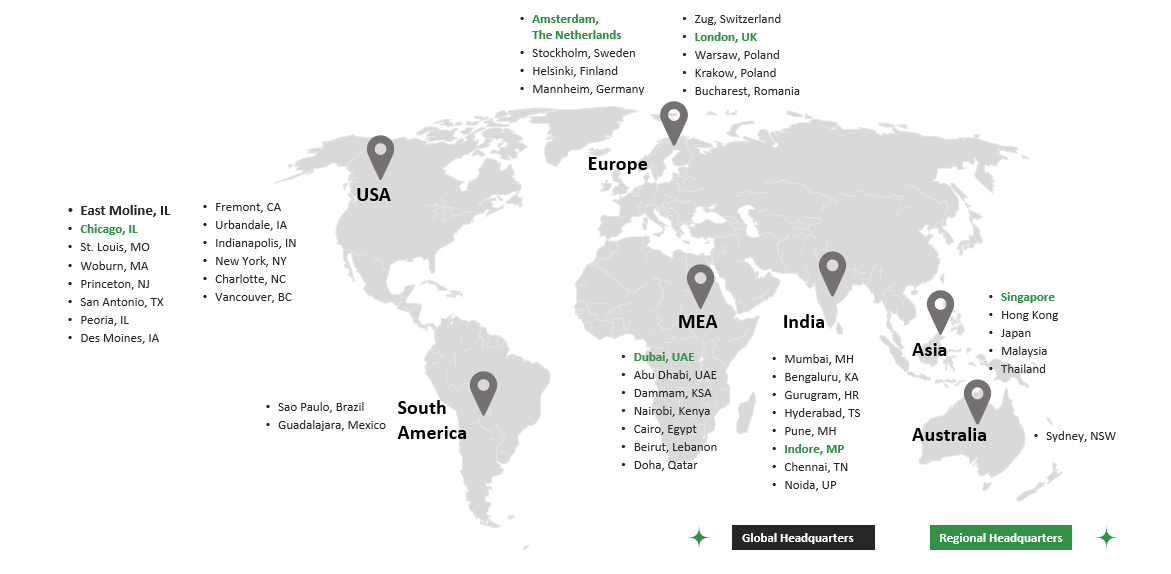 • Amsterdam,
The Netherlands
• Stockholm, Sweden
• Helsinki, Finland
• Mannheim, Germany
• Zug, Switzerland
• London, UK
• Warsaw, Poland
• Krakow, Poland
• Bucharest, Romania
Europe
USA
• East Moline, IL
• Chicago, IL
• St. Louis, MO
• Woburn, MA
• Princeton, NJ
• San Antonio, TX
• Peoria, IL
• Des Moines, IA
• Fremont, CA
• Urbandale, IA
• Indianapolis, IN
• New York, NY
• Charlotte, NC
• Vancouver, BC
MEA
• Dubai, UAE
• Abu Dhabi, UAE
• Dammam, KSA
• Nairobi, Kenya
• Cairo, Egypt
• Beirut, Lebanon
• Doha, Qatar
India
• Mumbai, MH
• Bengaluru, KA
• Gurugram, HR
• Hyderabad, TS
• Pune, MH
• Indore, MP
• Chennai, TN
• Noida, UP
Asia
• Singapore
• Hong Kong
• Japan
• Malaysia
• Thailand
South
America
• Sao Paulo, Brazil
• Guadalajara, Mexico
Australia
• Sydney, NSW
Global Headquarters
Regional Headquarters